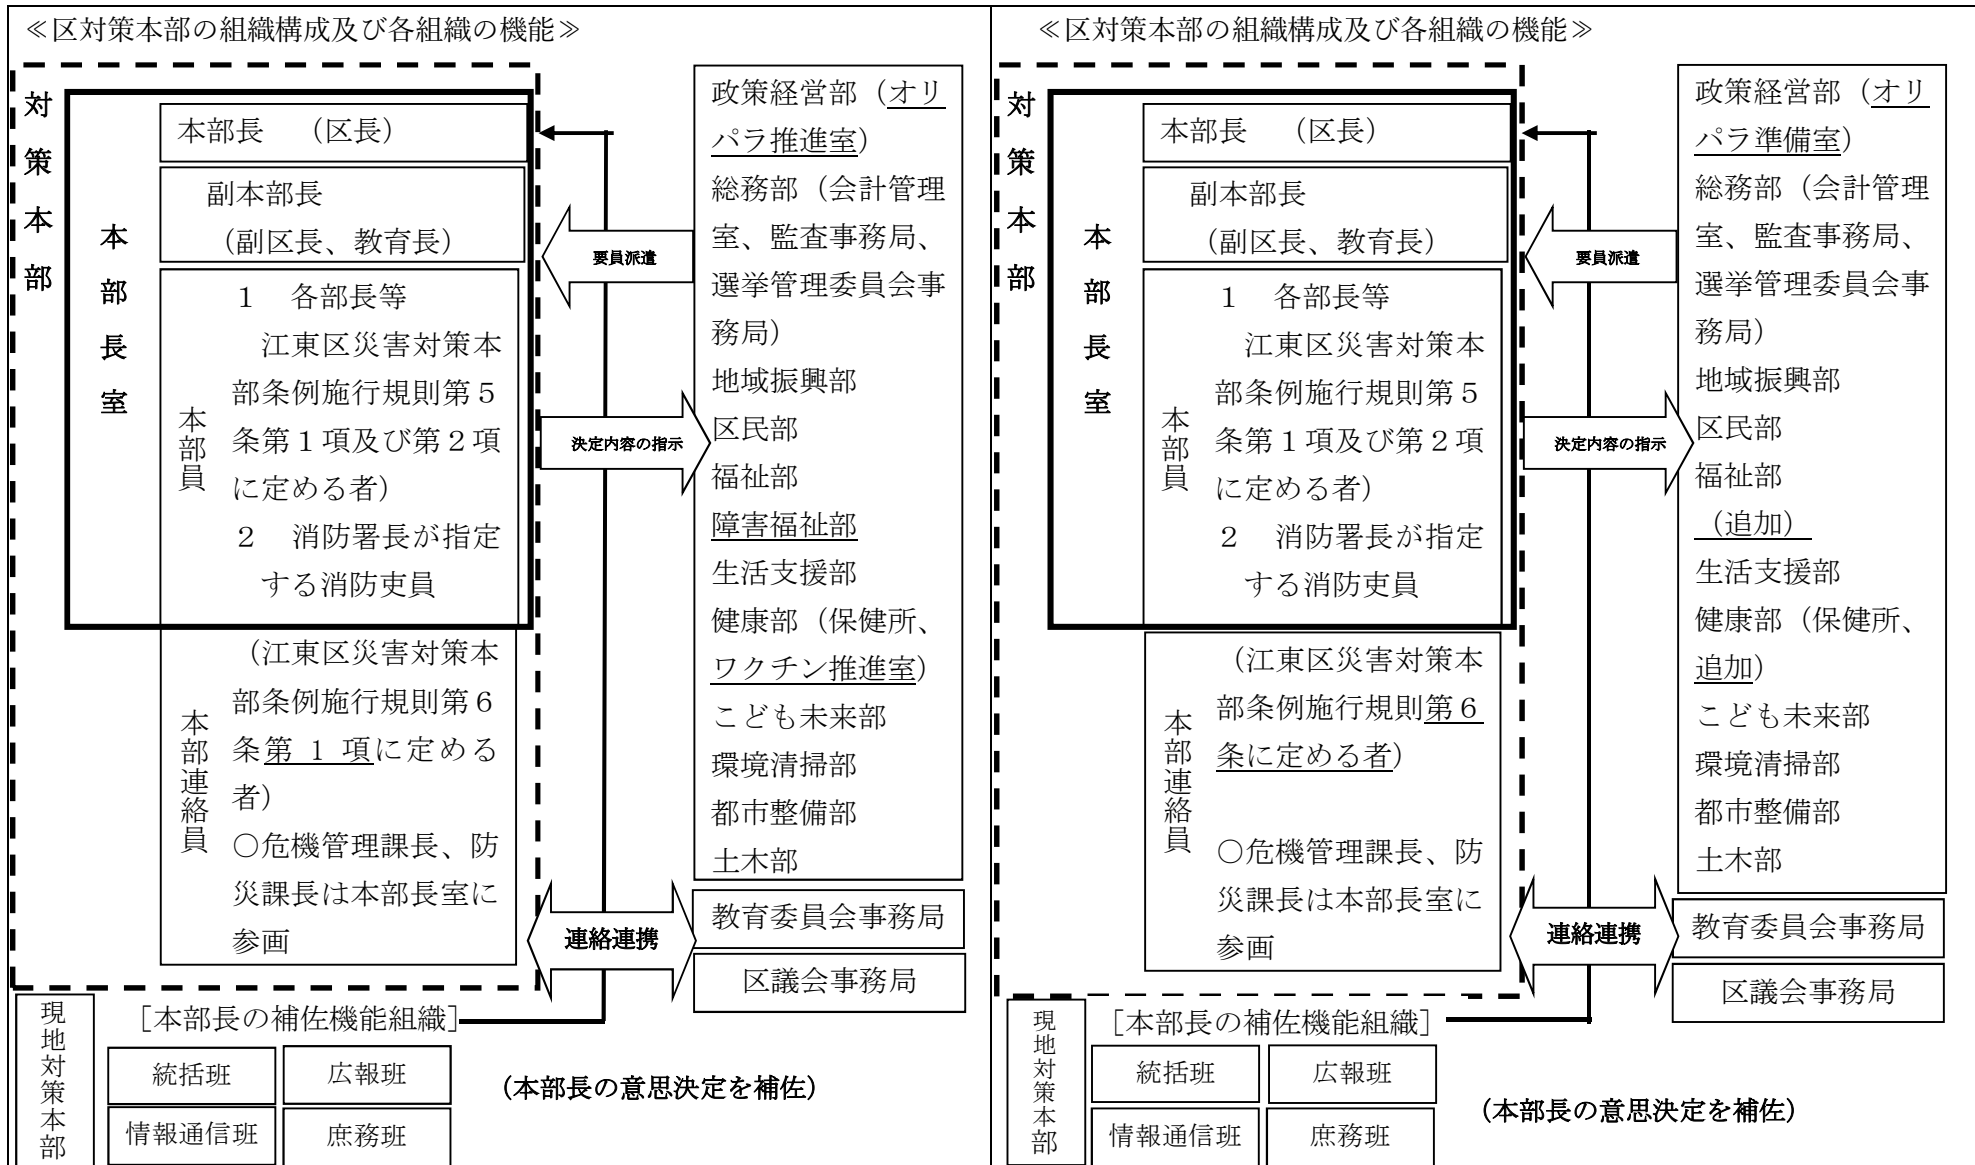 ≪区対策本部の組織構成及び各組織の機能≫
対策本部
本部長室
本部長　（区長）
副本部長
（副区長、教育長）
本部員
１　各部長等
江東区災害対策本
部条例施行規則第５
条第１項及び第２項
に定める者）
２　消防署長が指定
する消防吏員
本部連絡員
（江東区災害対策本
部条例施行規則第６
条第 1 項に定める
者）
○危機管理課長、防
災課長は本部長室に
参画
要員派遣
決定内容の指示
連絡連携
政策経営部（オリ
パラ推進室）
総務部（会計管理
室、監査事務局、
選挙管理委員会事
務局）
地域振興部
区民部
福祉部
障害福祉部
生活支援部
健康部（保健所、
ワクチン推進室）
こども未来部
環境清掃部
都市整備部
土木部
教育委員会事務局
区議会事務局
現地対策本部
［本部長の補佐機能組織］
統括班
広報班
情報通信班
庶務班
（本部長の意思決定を補佐）
≪区対策本部の組織構成及び各組織の機能≫
対策本部
本部長室
本部長　（区長）
副本部長
（副区長、教育長）
本部員
１　各部長等
江東区災害対策本
部条例施行規則第５
条第１項及び第２項
に定める者）
２　消防署長が指定
する消防吏員
本部連絡員
（江東区災害対策本
部条例施行規則第６
条に定める者）
○危機管理課長、防
災課長は本部長室に
参画
要員派遣
決定内容の指示
連絡連携
政策経営部（オリ
パラ準備室）
総務部（会計管理
室、監査事務局、
選挙管理委員会事
務局）
地域振興部
区民部
福祉部
（追加）
生活支援部
健康部（保健所、
追加）
こども未来部
環境清掃部
都市整備部
土木部
教育委員会事務局
区議会事務局
現地対策本部
［本部長の補佐機能組織］
統括班
広報班
情報通信班
庶務班
（本部長の意思決定を補佐）